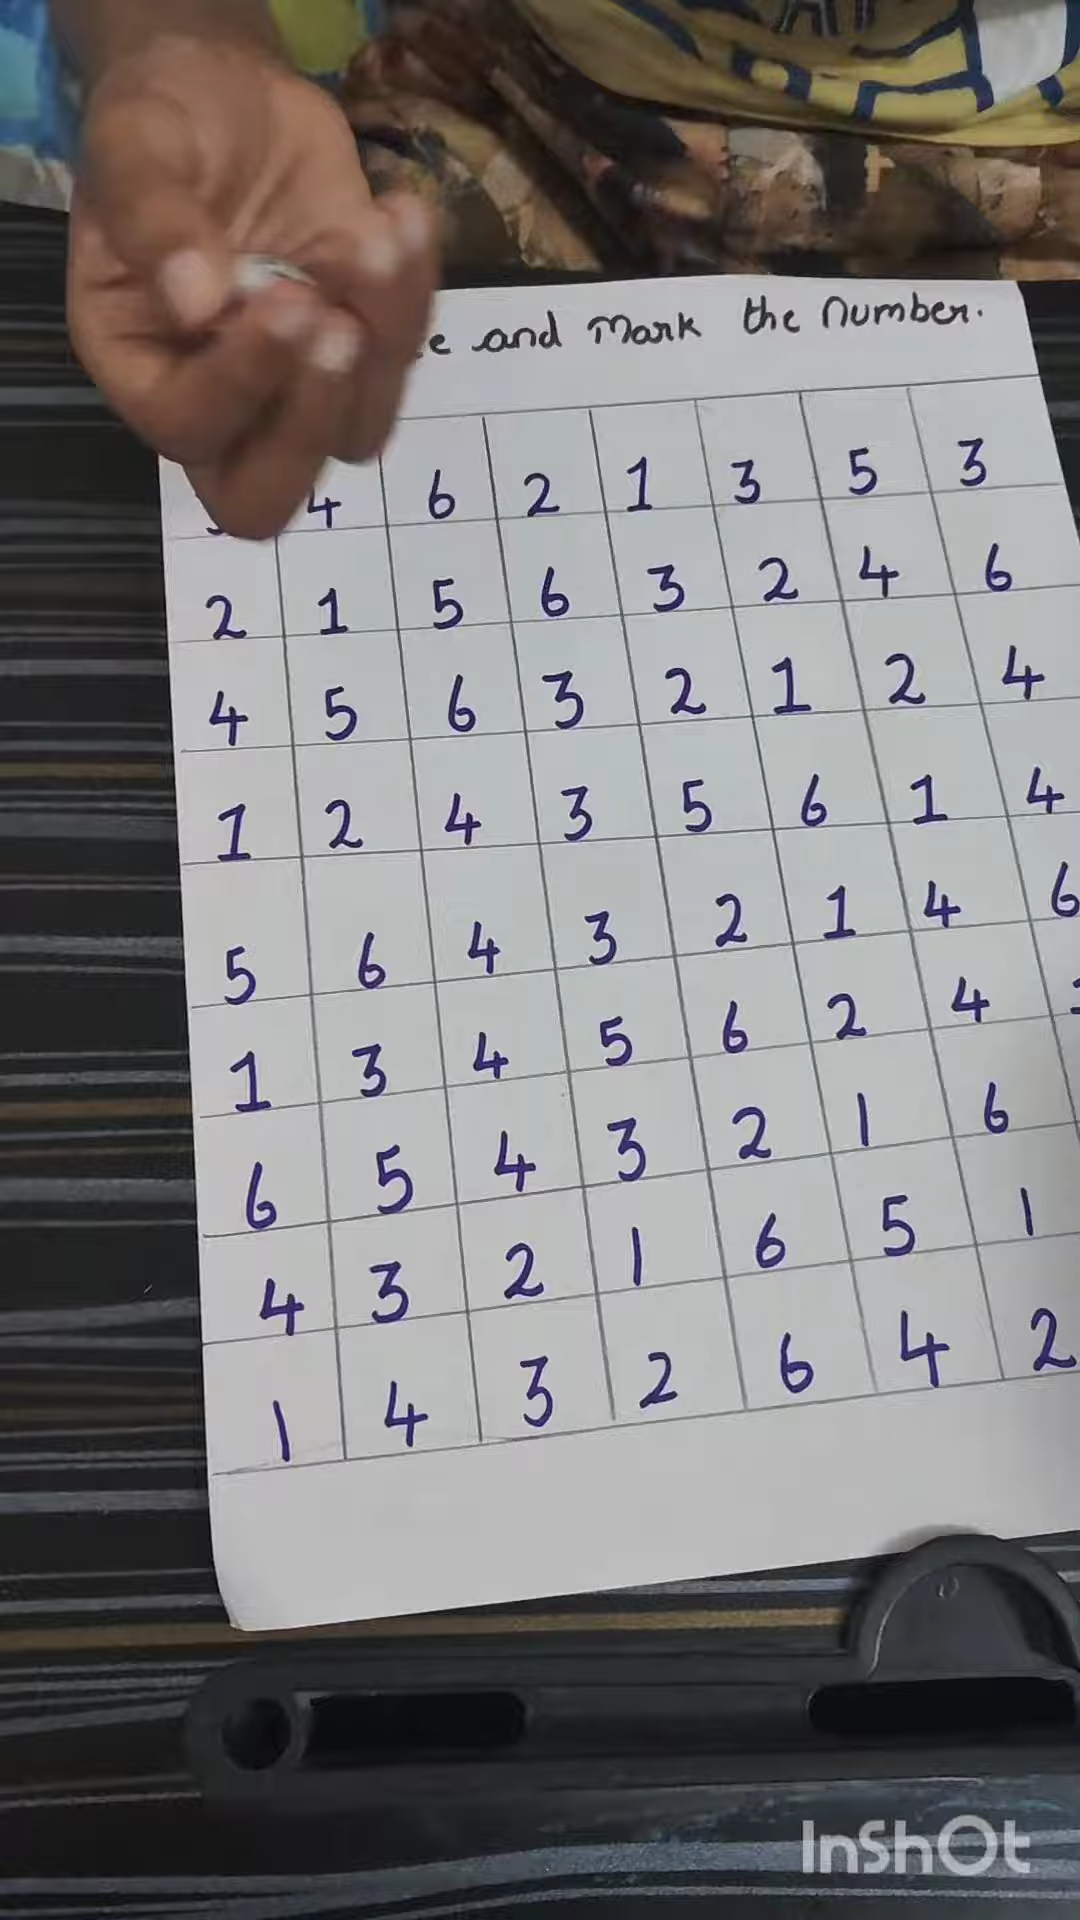 and Mark the Number.
4 6 2 1 3 5 3
2 1 5 6 3 2 4 6
4 5 6 3 2 1 2 4
1 2 4 3 5 6 1 4
5 6 4 3 2 1 4 6
1 3 4 5 6 2 4
6 5 4 3 2 1 6
4 3 2 1 6 5 1
1 4 3 2 6 4 2
InShOt